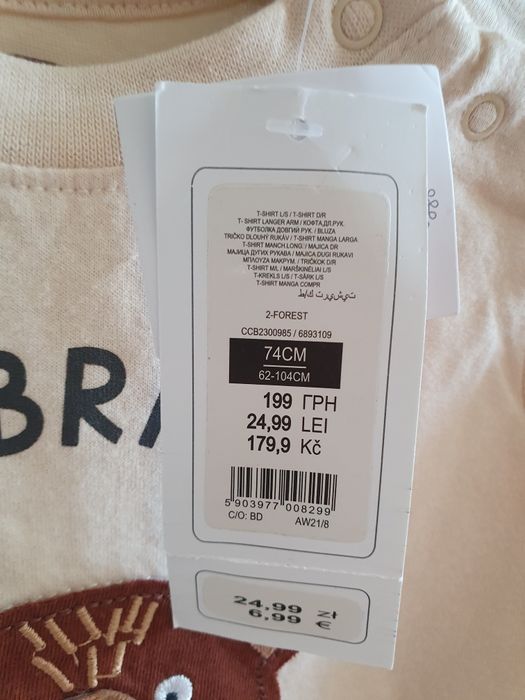 T-SHIRT L/S / T-SHIRT D/R
T- SHIRT LANGER ARM / КОФТА ДЛ.РУК.
ФУТБОЛКА ДОВГИЙ РУК. / BLUZA
TRIČKO DLOUHÝ RUKÁV / T-SHIRT MANGA LARGA
T-SHIRT MANCH.LONG. / MAJICA DR
МАЈИЦА ДУГИХ РУКАВА / MAJICA DUGI RUKAVI
ΜΠΛΟΥΖΑ ΜΑΚΡΥΜ. / TRIČKOK D/R
T-SHIRT M/L / MARŠKINĖLIAI L/S
T-KREKLS L/S / T-SÄRK L/S
T-SHIRT MANGA COMPR
2-FOREST
CCB2300985 / 6893109
74CM
62-104CM
199 ГРН
24,99 LEI
179,9 Kč
5 903977 008299
C/O: BD AW21/8
24.99 zł
6.99 €
BRA